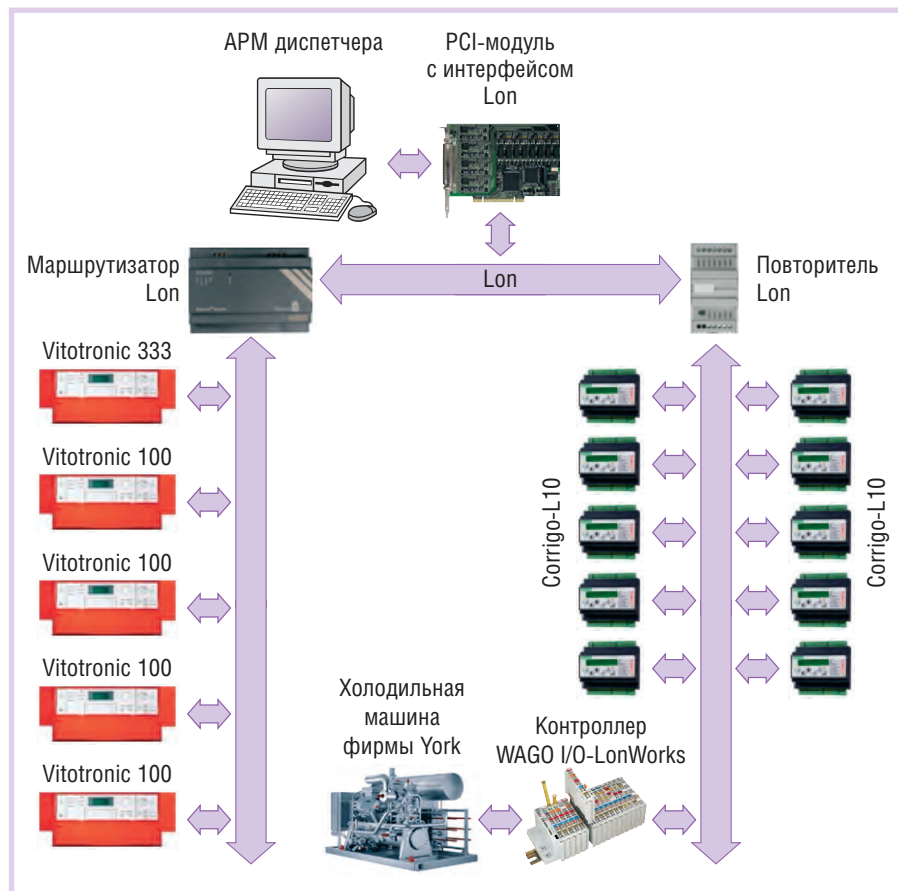 АРМ диспетчера
PCI-модуль
с интерфейсом
Lon
Маршрутизатор
Lon
Lon
Повторитель
Lon
Vitotronic 333
Vitotronic 100
Vitotronic 100
Vitotronic 100
Vitotronic 100
Corrigo-L10
Corrigo-L10
Холодильная
машина
фирмы York
Контроллер
WAGO I/O-LonWorks